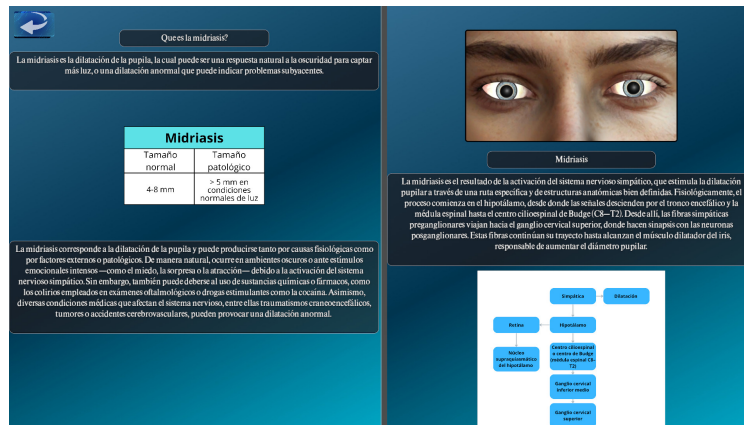 Que es la midriasis?
La midriasis es la dilatación de la pupila, la cual puede ser una respuesta natural a la oscuridad para captar
más luz, o una dilatación anormal que puede indicar problemas subyacentes.
Midriasis
Tamaño normal
Tamaño patológico
4-8 mm
> 5 mm en condiciones normales de luz
La midriasis corresponde a la dilatación de la pupila y puede producirse tanto por causas fisiológicas como
por factores externos o patológicos. De manera natural, ocurre en ambientes oscuros o ante estímulos
emocionales intensos —como el miedo, la sorpresa o la atracción— debido a la activación del sistema
nervioso simpático. Sin embargo, también puede deberse al uso de sustancias químicas o fármacos, como
los colirios empleados en exámenes oftalmológicos o drogas estimulantes como la cocaína. Asimismo,
diversas condiciones médicas que afectan el sistema nervioso, entre ellas traumatismos craneoencefálicos,
tumores o accidentes cerebrovasculares, pueden provocar una dilatación anormal.
Midriasis
La midriasis es el resultado de la activación del sistema nervioso simpático, que estimula la dilatación
pupilar a través de una ruta específica y de estructuras anatómicas bien definidas. Fisiológicamente, el
proceso comienza en el hipotálamo, desde donde las señales descienden por el tronco encefálico y la
médula espinal hasta el centro cilioespinal de Budge (C8–T2). Desde allí, las fibras simpáticas
preganglionares viajan hacia el ganglio cervical superior, donde hacen sinapsis con las neuronas
posganglionares. Estas fibras continúan su trayecto hasta alcanzan el músculo dilatador del iris,
responsable de aumentar el diámetro pupilar.
Simpática
Dilatación
Retina
Hipotálamo
Núcleo
supraquiasmático
del hipotálamo
Centro cilioespinal
o centro de Budge
(médula espinal C8-
T2)
Ganglio cervical
inferior medio
Ganglio cervical
superior